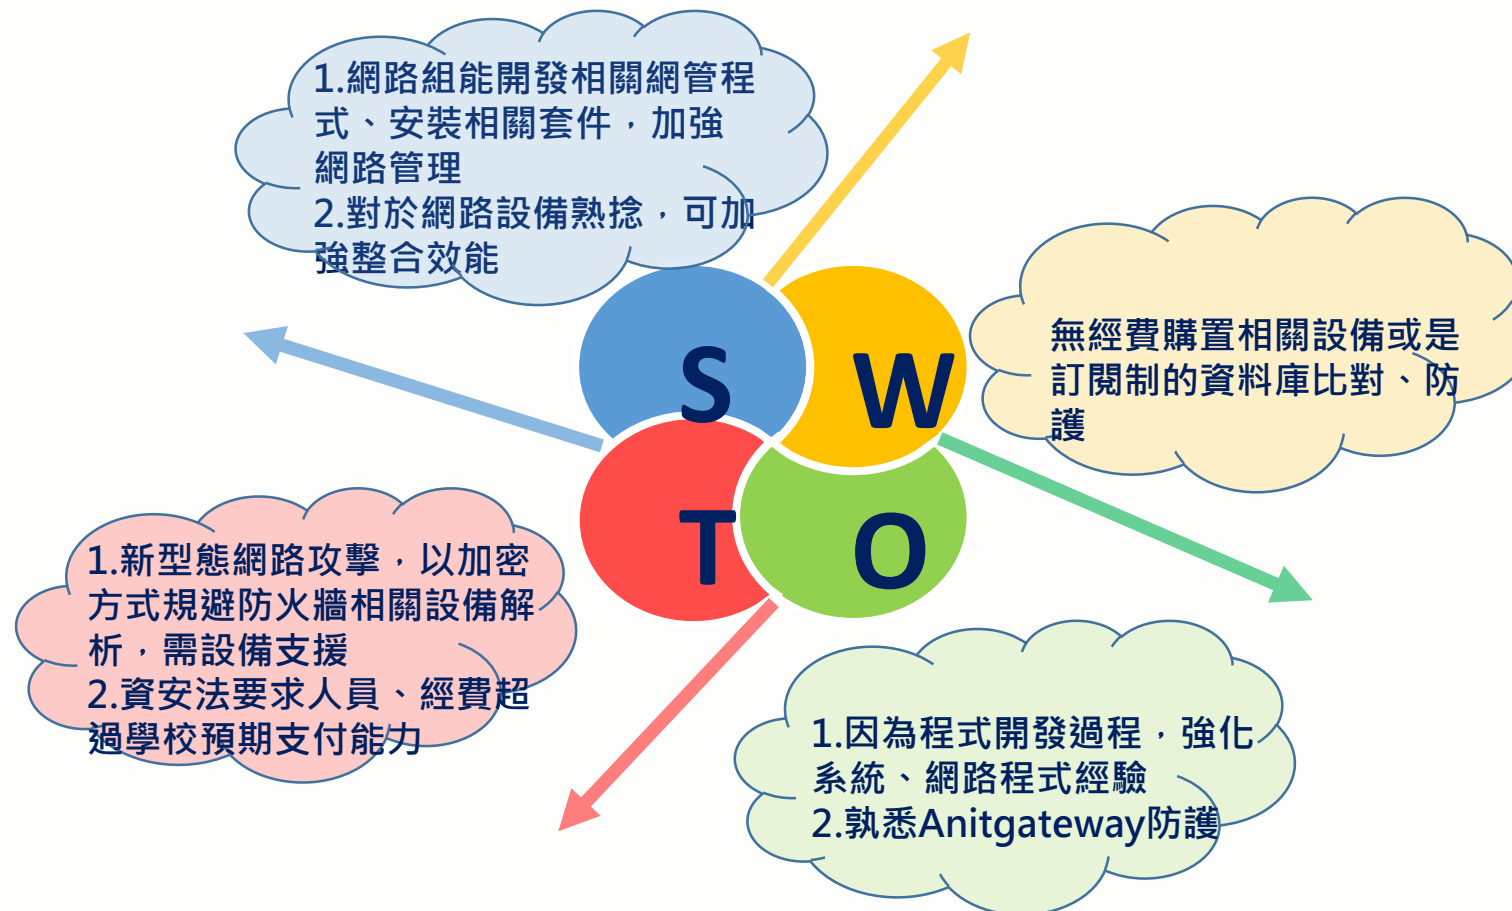 1.網路組能開發相關網管程
式、安裝相關套件，加強
網路管理
2.對於網路設備熟捻，可加
強整合效能
S
W
無經費購置相關設備或是
訂閱制的資料庫比對、防
護
T
O
1.新型態網路攻擊，以加密
方式規避防火牆相關設備解
析，需設備支援
2.資安法要求人員、經費超
過學校預期支付能力
1.因為程式開發過程，強化
系統、網路程式經驗
2.孰悉Anitgateway防護